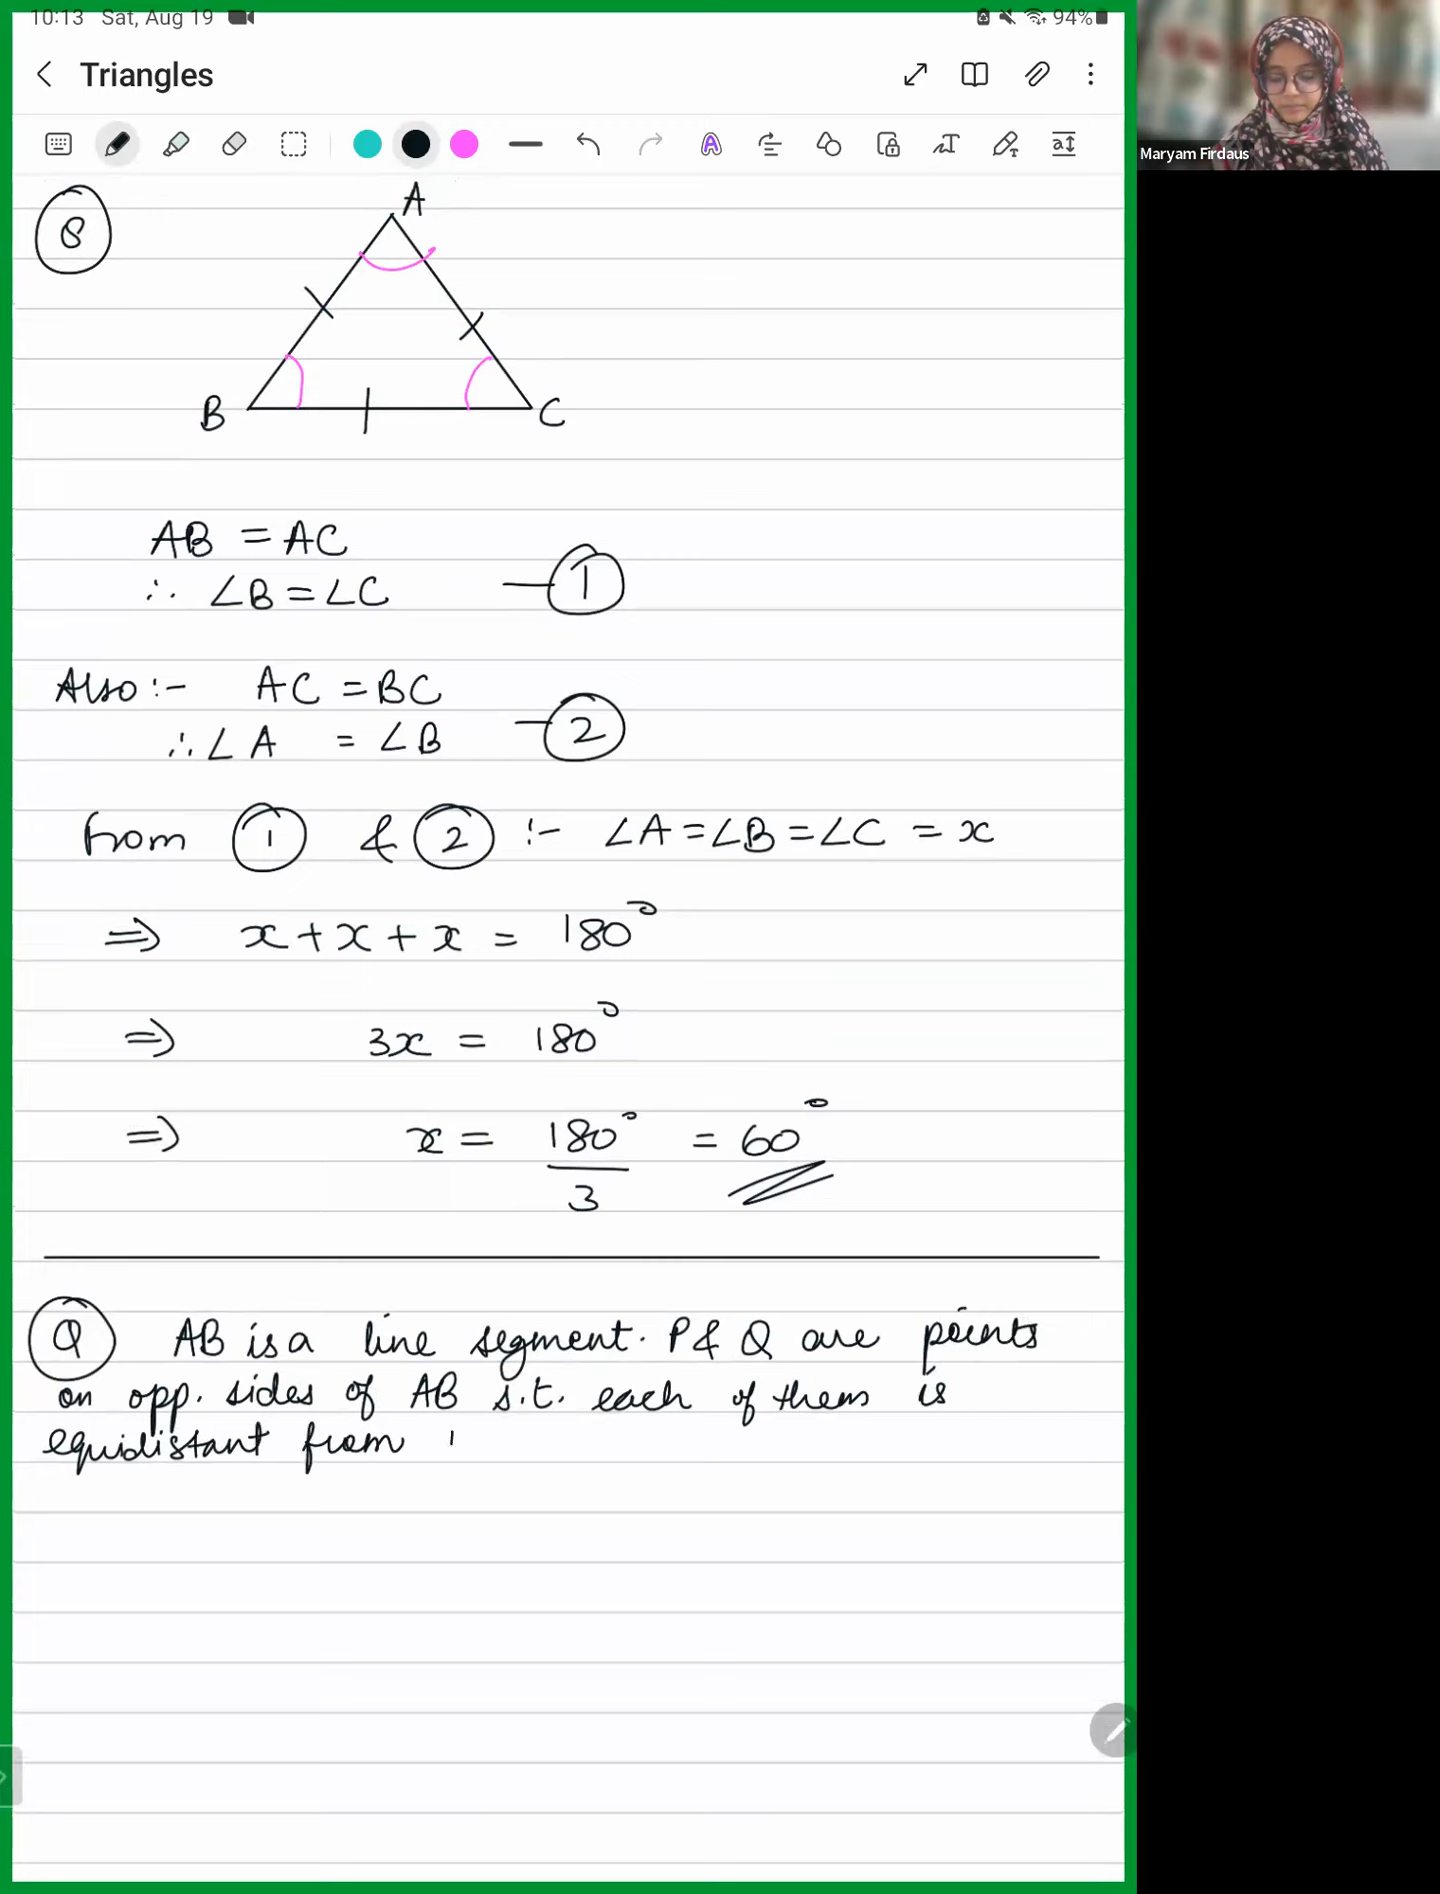 10:13 Sat, Aug 19 94%
Triangles
Maryam Firdaus
8
A
B C
AB = AC
∴ ∠B = ∠C — 1
Also :- AC = BC
∴ ∠A = ∠B — 2
from 1 & 2 :- ∠A = ∠B = ∠C = x
⇒ x + x + x = 180°
⇒ 3x = 180°
⇒ x = 180°/3 = 60°
Q AB is a line segment. P & Q are points
on opp. sides of AB s.t. each of them is
equidistant from